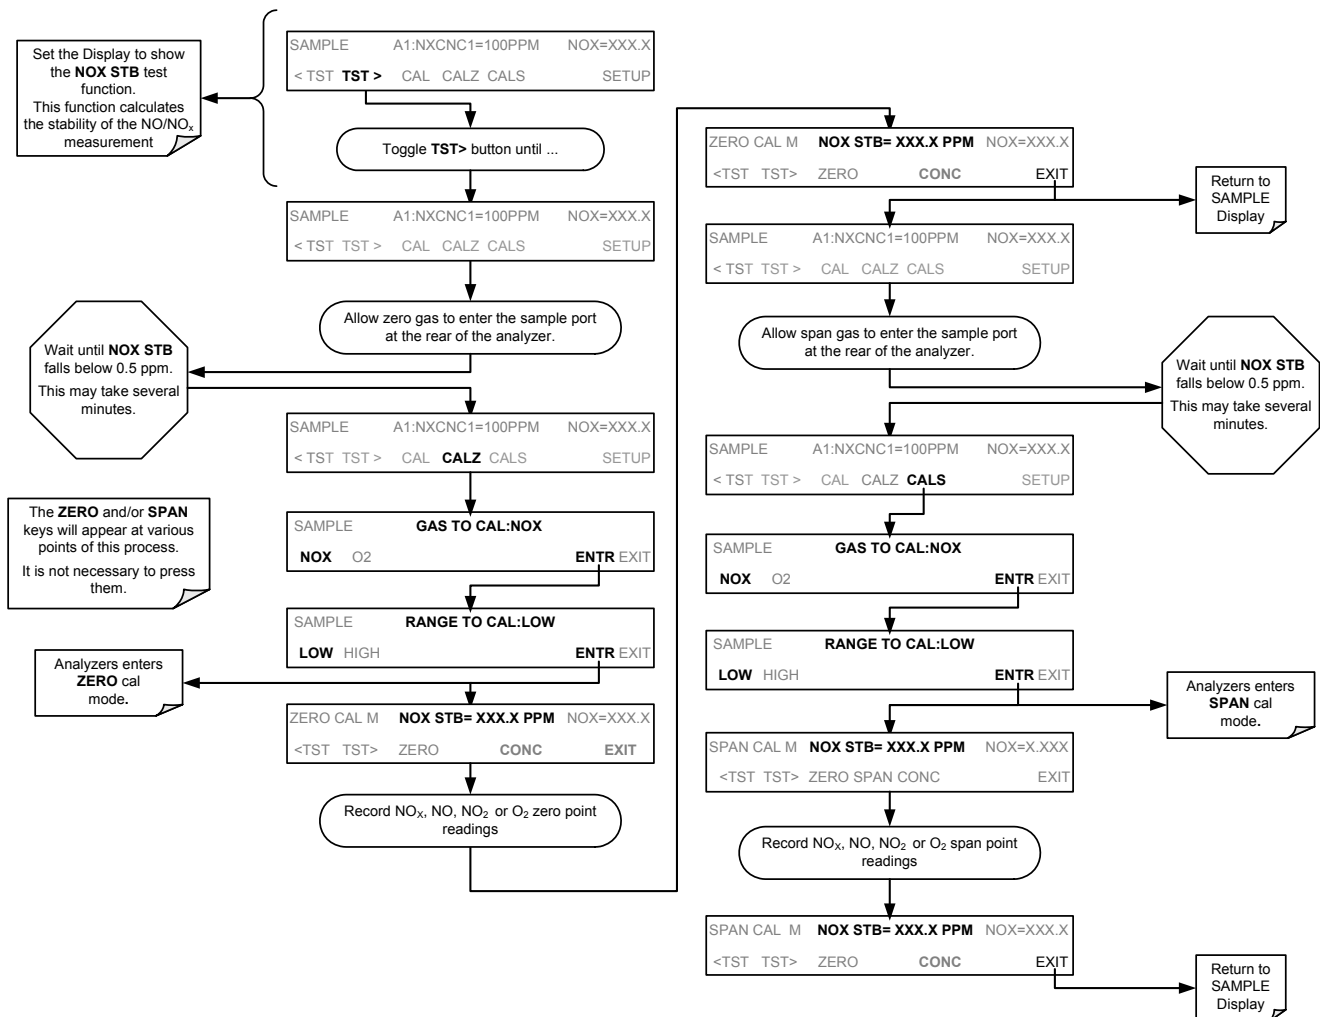 Set the Display to show
the NOX STB test
function.
This function calculates
the stability of the NO/NOx
measurement
SAMPLE A1:NXCNC1=100PPM NOX=XXX.X
< TST TST > CAL CALZ CALS SETUP
Toggle TST> button until ...
SAMPLE A1:NXCNC1=100PPM NOX=XXX.X
< TST TST > CAL CALZ CALS SETUP
Allow zero gas to enter the sample port
at the rear of the analyzer.
Wait until NOX STB
falls below 0.5 ppm.
This may take several
minutes.
SAMPLE A1:NXCNC1=100PPM NOX=XXX.X
< TST TST > CAL CALZ CALS SETUP
The ZERO and/or SPAN
keys will appear at various
points of this process.
It is not necessary to press
them.
SAMPLE GAS TO CAL:NOX
NOX O2 ENTR EXIT
SAMPLE RANGE TO CAL:LOW
LOW HIGH ENTR EXIT
Analyzers enters
ZERO cal
mode.
ZERO CAL M NOX STB= XXX.X PPM NOX=XXX.X
<TST TST> ZERO CONC EXIT
Record NOX, NO, NO2 or O2 zero point
readings
ZERO CAL M NOX STB= XXX.X PPM NOX=XXX.X
<TST TST> ZERO CONC EXIT
Return to
SAMPLE
Display
SAMPLE A1:NXCNC1=100PPM NOX=XXX.X
< TST TST > CAL CALZ CALS SETUP
Allow span gas to enter the sample port
at the rear of the analyzer.
Wait until NOX STB
falls below 0.5 ppm.
This may take several
minutes.
SAMPLE A1:NXCNC1=100PPM NOX=XXX.X
< TST TST > CAL CALZ CALS SETUP
SAMPLE GAS TO CAL:NOX
NOX O2 ENTR EXIT
SAMPLE RANGE TO CAL:LOW
LOW HIGH ENTR EXIT
Analyzers enters
SPAN cal
mode.
SPAN CAL M NOX STB= XXX.X PPM NOX=X.XXX
<TST TST> ZERO SPAN CONC EXIT
Record NOX, NO, NO2 or O2 span point
readings
SPAN CAL M NOX STB= XXX.X PPM NOX=XXX.X
<TST TST> ZERO CONC EXIT
Return to
SAMPLE
Display